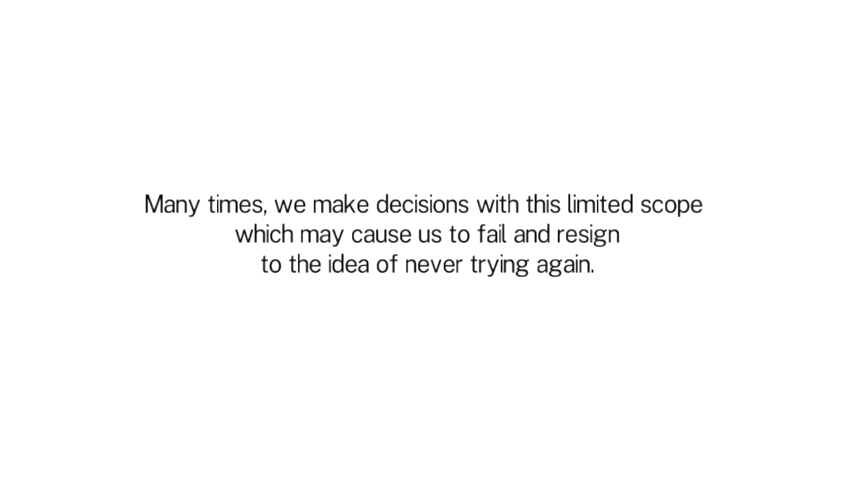 Many times, we make decisions with this limited scope
which may cause us to fail and resign
to the idea of never trying again.